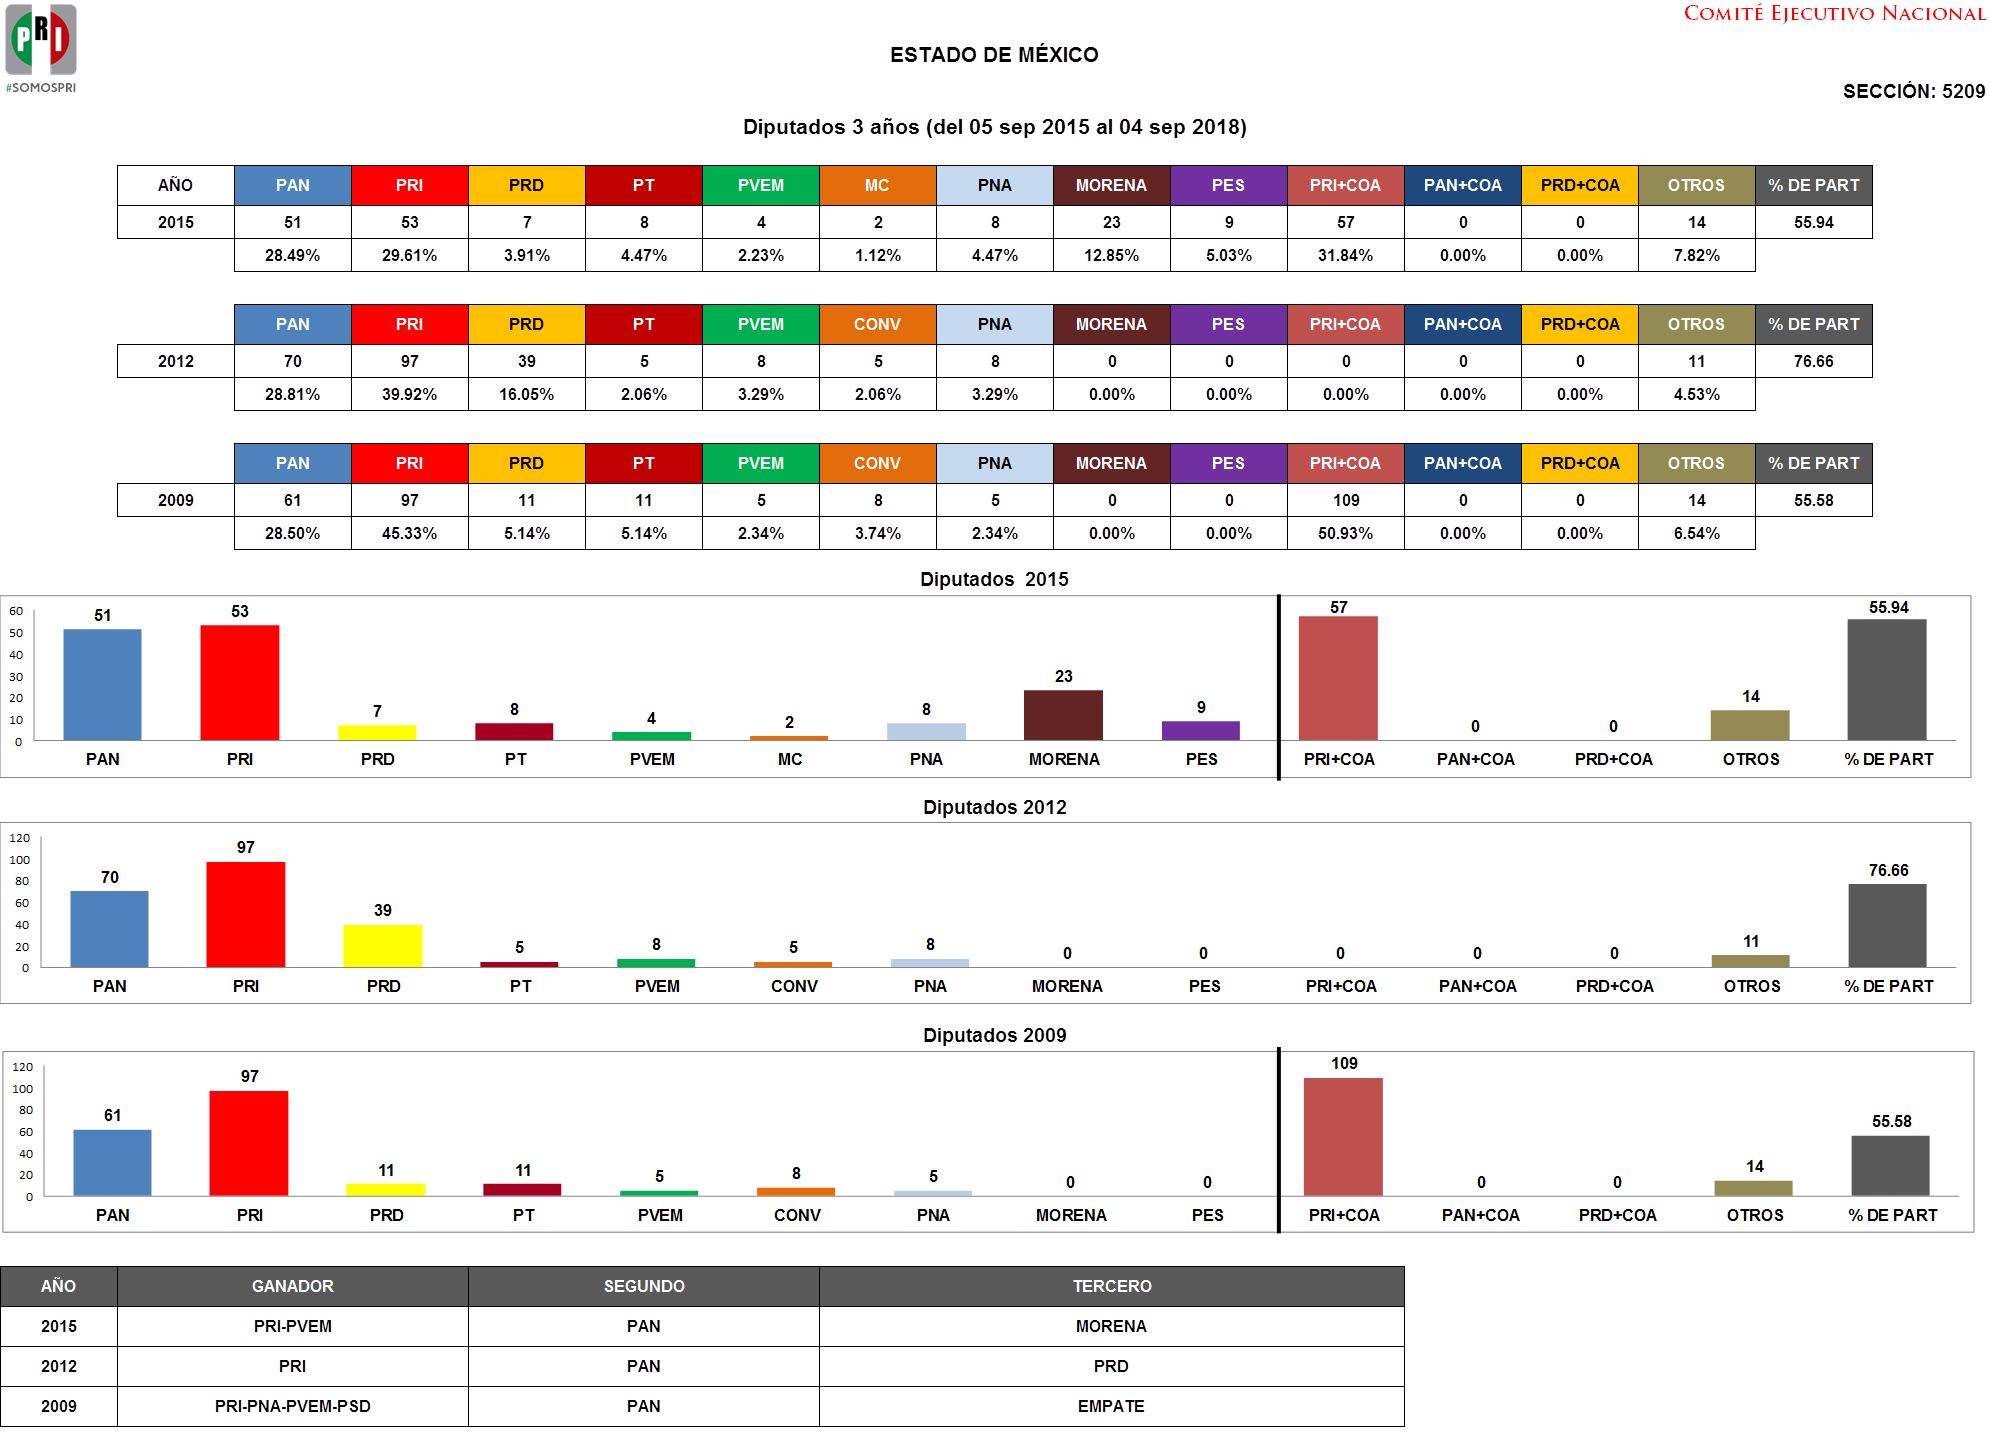 PRI
#SOMOSPRI
COMITÉ EJECUTIVO NACIONAL
ESTADO DE MÉXICO
SECCIÓN: 5209
Diputados 3 años (del 05 sep 2015 al 04 sep 2018)
AÑO PAN PRI PRD PT PVEM MC PNA MORENA PES PRI+COA PAN+COA PRD+COA OTROS % DE PART
2015 51 53 7 8 4 2 8 23 9 57 0 0 14 55.94
28.49% 29.61% 3.91% 4.47% 2.23% 1.12% 4.47% 12.85% 5.03% 31.84% 0.00% 0.00% 7.82%
PAN PRI PRD PT PVEM CONV PNA MORENA PES PRI+COA PAN+COA PRD+COA OTROS % DE PART
2012 70 97 39 5 8 5 8 0 0 0 0 0 11 76.66
28.81% 39.92% 16.05% 2.06% 3.29% 2.06% 3.29% 0.00% 0.00% 0.00% 0.00% 0.00% 4.53%
PAN PRI PRD PT PVEM CONV PNA MORENA PES PRI+COA PAN+COA PRD+COA OTROS % DE PART
2009 61 97 11 11 5 8 5 0 0 109 0 0 14 55.58
28.50% 45.33% 5.14% 5.14% 2.34% 3.74% 2.34% 0.00% 0.00% 50.93% 0.00% 0.00% 6.54%
Diputados 2015
60
50
40
30
20
10
0
51 53 7 8 4 2 8 23 9 57 0 0 14 55.94
PAN PRI PRD PT PVEM MC PNA MORENA PES PRI+COA PAN+COA PRD+COA OTROS % DE PART
Diputados 2012
120
100
80
60
40
20
0
70 97 39 5 8 5 8 0 0 0 0 0 11 76.66
PAN PRI PRD PT PVEM CONV PNA MORENA PES PRI+COA PAN+COA PRD+COA OTROS % DE PART
Diputados 2009
120
100
80
60
40
20
0
61 97 11 11 5 8 5 0 0 109 0 0 14 55.58
PAN PRI PRD PT PVEM CONV PNA MORENA PES PRI+COA PAN+COA PRD+COA OTROS % DE PART
AÑO GANADOR SEGUNDO TERCERO
2015 PRI-PVEM PAN MORENA
2012 PRI PAN PRD
2009 PRI-PNA-PVEM-PSD PAN EMPATE